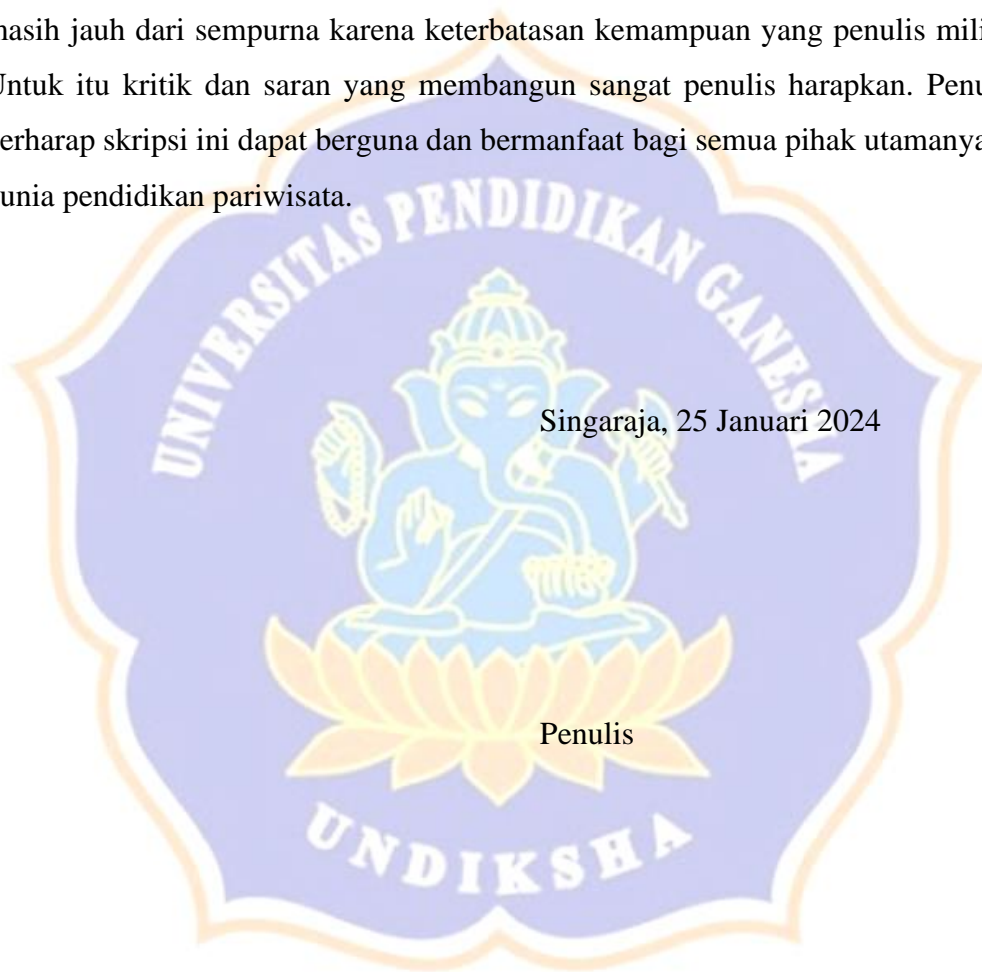 masih jauh dari sempurna karena keterbatasan kemampuan yang penulis mili
Untuk itu kritik dan saran yang membangun sangat penulis harapkan. Penu
erharap skripsi ini dapat berguna dan bermanfaat bagi semua pihak utamanya
unia pendidikan pariwisata.
UNIVERSITAS PENDIDIKAN GANESHA
Singaraja, 25 Januari 2024
Penulis
UNDIKSHA